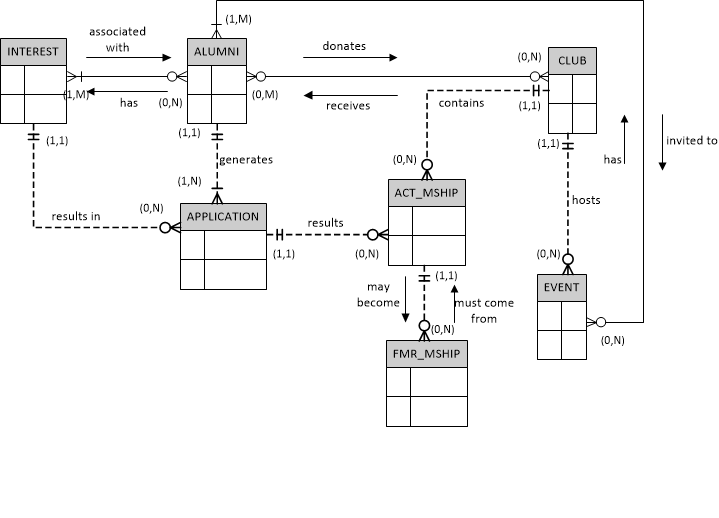 (1,M)
associated
with
INTEREST
ALUMNI
donates
(0,N)
CLUB
(1,M)
has
(0,N)
(0,M)
receives
contains
(1,1)
(1,1)
(1,1)
(1,1)
has
invited to
generates
(0,N)
(1,N)
ACT_MSHIP
hosts
(0,N)
results in
APPLICATION
results
(1,1)
(0,N)
(0,N)
may
become
(1,1)
EVENT
must come
from
(0,N)
(0,N)
FMR_MSHIP